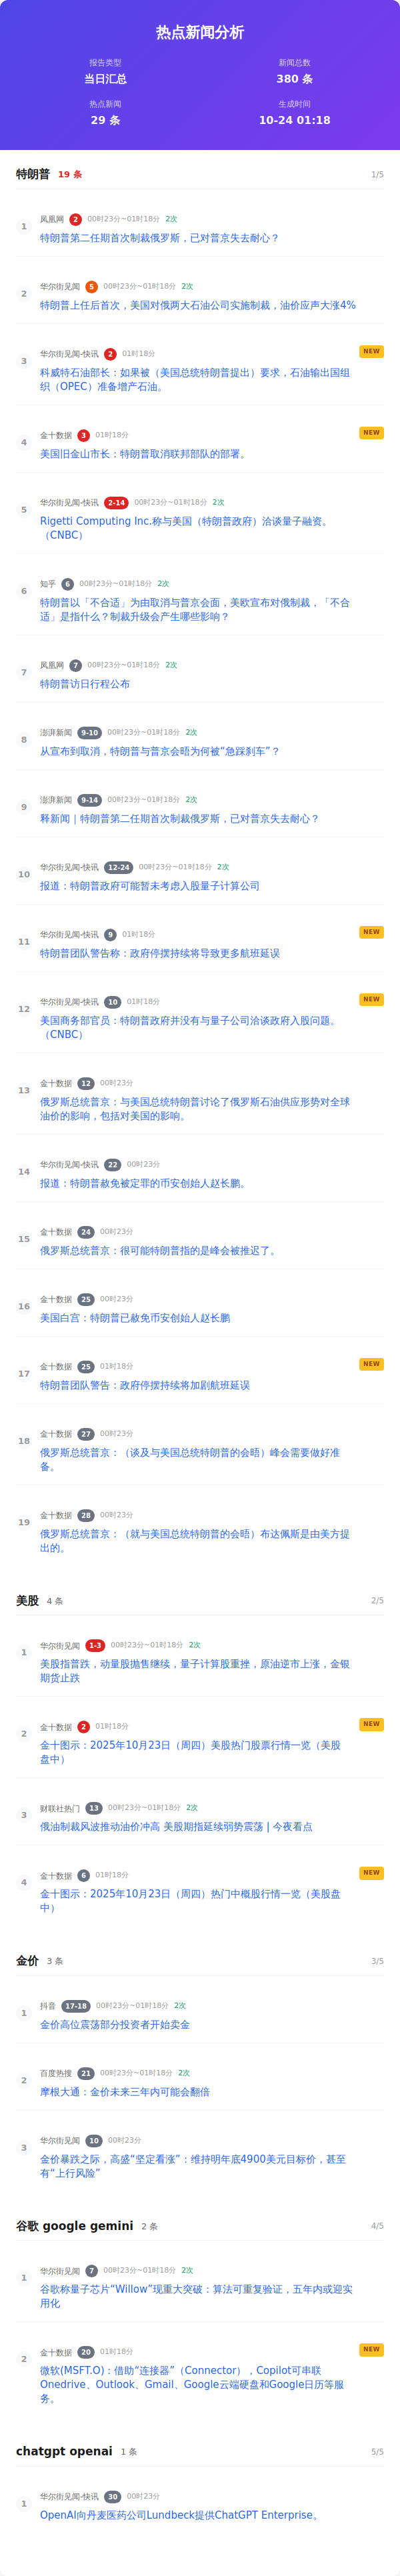 热点新闻分析
报告类型
当日汇总
新闻总数
380 条
热点新闻
29 条
生成时间
10-24 01:18
特朗普 19 条 1/5
1
凤凰网 2 00时23分~01时18分 2次
特朗普第二任期首次制裁俄罗斯，已对普京失去耐心？
2
华尔街见闻 5 00时23分~01时18分 2次
特朗普上任后首次，美国对俄两大石油公司实施制裁，油价应声大涨4%
3
华尔街见闻-快讯 2 01时18分 NEW
科威特石油部长：如果被（美国总统特朗普提出）要求，石油输出国组
织（OPEC）准备增产石油。
4
金十数据 3 01时18分 NEW
美国旧金山市长：特朗普取消联邦部队的部署。
5
华尔街见闻-快讯 2-14 00时23分~01时18分 2次
Rigetti Computing Inc.称与美国（特朗普政府）洽谈量子融资。
（CNBC）
6
知乎 6 00时23分~01时18分 2次
特朗普以「不合适」为由取消与普京会面，美欧宣布对俄制裁，「不合
适」是指什么？制裁升级会产生哪些影响？
7
凤凰网 7 00时23分~01时18分 2次
特朗普访日行程公布
8
澎湃新闻 9-10 00时23分~01时18分 2次
从宣布到取消，特朗普与普京会晤为何被“急踩刹车”？
9
澎湃新闻 9-14 00时23分~01时18分 2次
释新闻｜特朗普第二任期首次制裁俄罗斯，已对普京失去耐心？
10
华尔街见闻-快讯 12-24 00时23分~01时18分 2次
报道：特朗普政府可能暂未考虑入股量子计算公司
11
华尔街见闻-快讯 9 01时18分 NEW
特朗普团队警告称：政府停摆持续将导致更多航班延误
12
华尔街见闻-快讯 10 01时18分 NEW
美国商务部官员：特朗普政府并没有与量子公司洽谈政府入股问题。
（CNBC）
13
金十数据 12 00时23分
俄罗斯总统普京：与美国总统特朗普讨论了俄罗斯石油供应形势对全球
油价的影响，包括对美国的影响。
14
华尔街见闻-快讯 22 00时23分
报道：特朗普赦免被定罪的币安创始人赵长鹏。
15
金十数据 24 00时23分
俄罗斯总统普京：很可能特朗普指的是峰会被推迟了。
16
金十数据 25 00时23分
美国白宫：特朗普已赦免币安创始人赵长鹏
17
金十数据 25 01时18分 NEW
特朗普团队警告：政府停摆持续将加剧航班延误
18
金十数据 27 00时23分
俄罗斯总统普京：（谈及与美国总统特朗普的会晤）峰会需要做好准
备。
19
金十数据 28 00时23分
俄罗斯总统普京：（就与美国总统特朗普的会晤）布达佩斯是由美方提
出的。
美股 4 条 2/5
1
华尔街见闻 1-3 00时23分~01时18分 2次
美股指普跌，动量股抛售继续，量子计算股重挫，原油逆市上涨，金银
期货止跌
2
金十数据 2 01时18分 NEW
金十图示：2025年10月23日（周四）美股热门股票行情一览（美股
盘中）
3
财联社热门 13 00时23分~01时18分 2次
俄油制裁风波推动油价冲高 美股期指延续弱势震荡 | 今夜看点
4
金十数据 6 01时18分 NEW
金十图示：2025年10月23日（周四）热门中概股行情一览（美股盘
中）
金价 3 条 3/5
1
抖音 17-18 00时23分~01时18分 2次
金价高位震荡部分投资者开始卖金
2
百度热搜 21 00时23分~01时18分 2次
摩根大通：金价未来三年内可能会翻倍
3
华尔街见闻 10 00时23分
金价暴跌之际，高盛“坚定看涨”：维持明年底4900美元目标价，甚至
有“上行风险”
谷歌 google gemini 2 条 4/5
1
华尔街见闻 7 00时23分~01时18分 2次
谷歌称量子芯片“Willow”现重大突破：算法可重复验证，五年内或迎实
用化
2
金十数据 20 01时18分 NEW
微软(MSFT.O)：借助“连接器”（Connector），Copilot可串联
Onedrive、Outlook、Gmail、Google云端硬盘和Google日历等服
务。
chatgpt openai 1 条 5/5
1
华尔街见闻-快讯 30 00时23分
OpenAI向丹麦医药公司Lundbeck提供ChatGPT Enterprise。